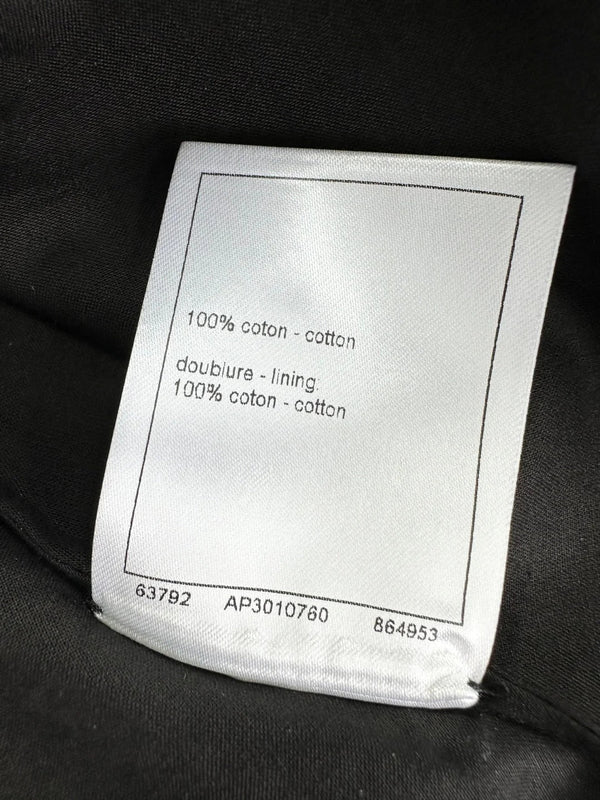 100% coton - cotton
doublure - lining:
100% coton - cotton
63792 AP3010760 864953